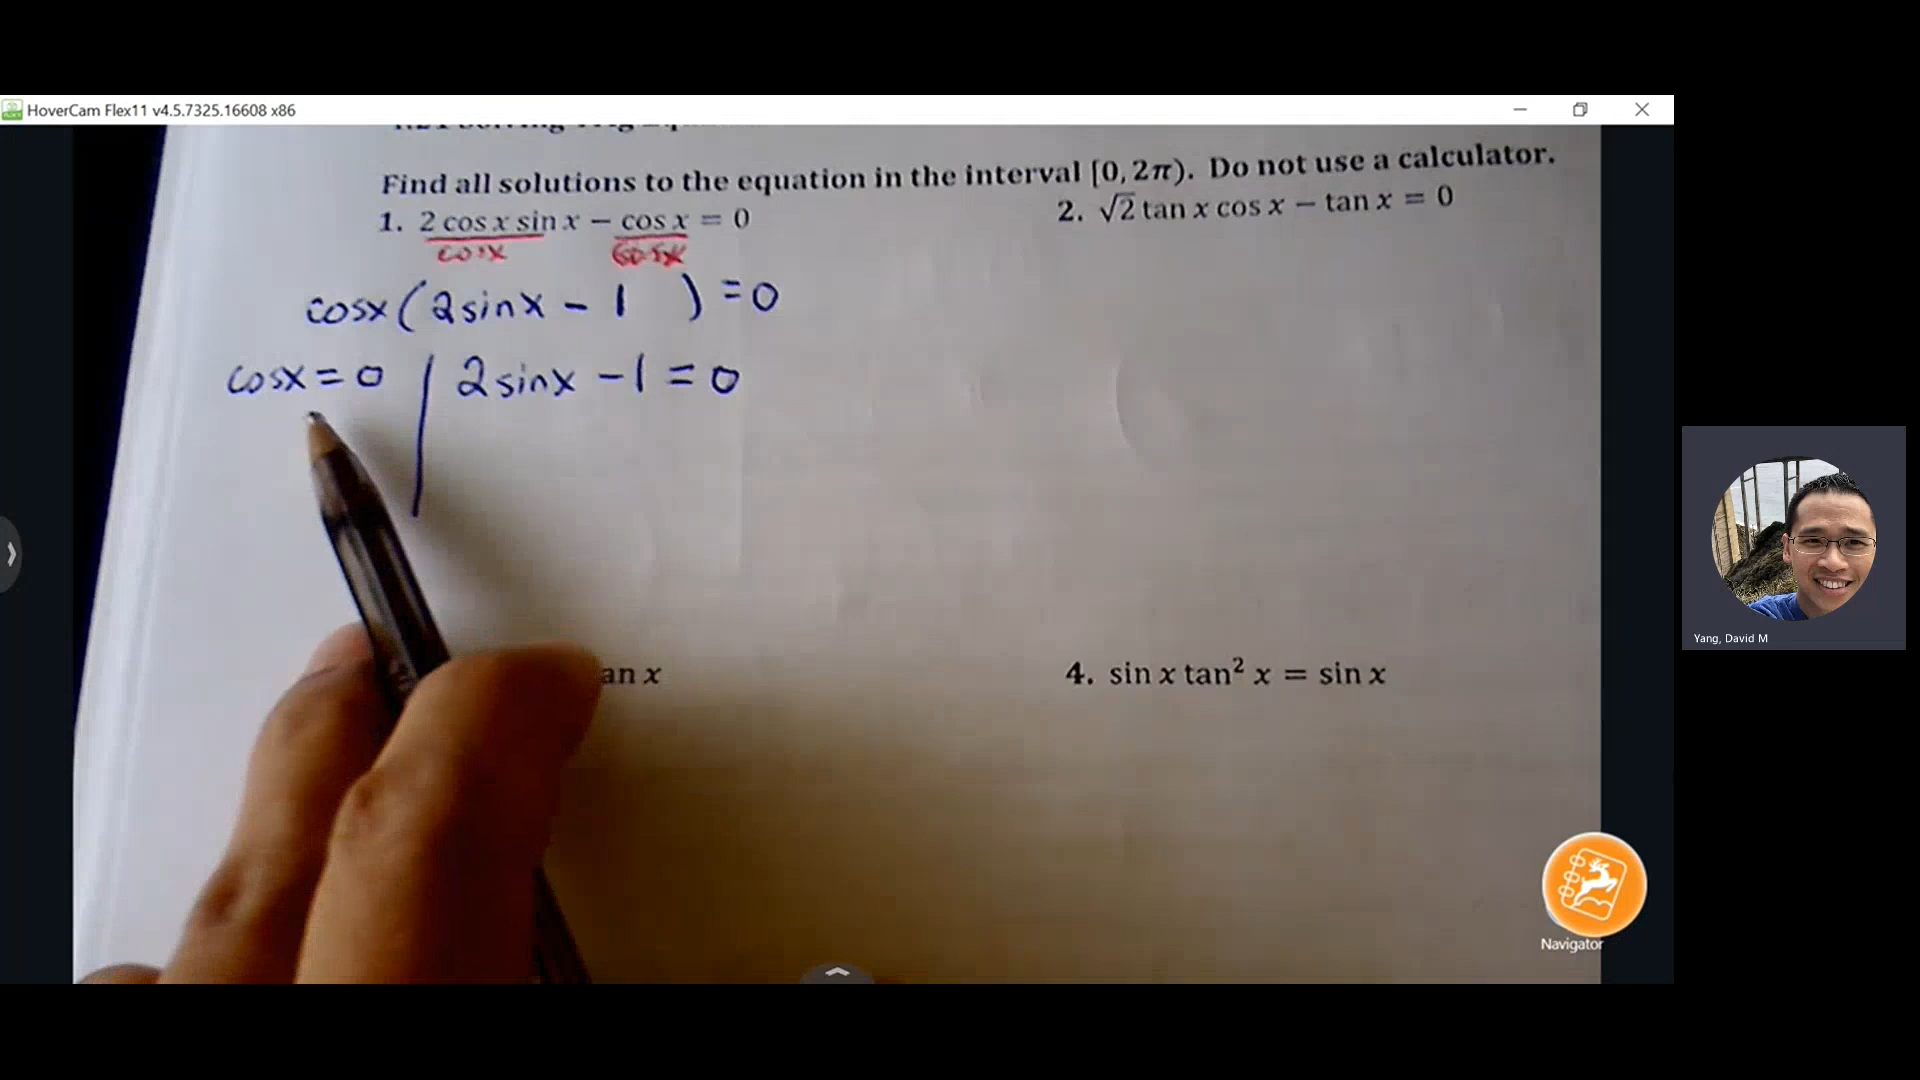 HoverCam Flex11 v4.5.7325.16608 x86
Find all solutions to the equation in the interval [0, 2π). Do not use a calculator.
1. 2 cos x sin x − cos x = 0
cosx cosx
cosx(2sinx - 1 ) = 0
cosx = 0 | 2sinx - 1 = 0
2. √2 tan x cos x − tan x = 0
an x
4. sin x tan² x = sin x
Navigator
Yang, David M